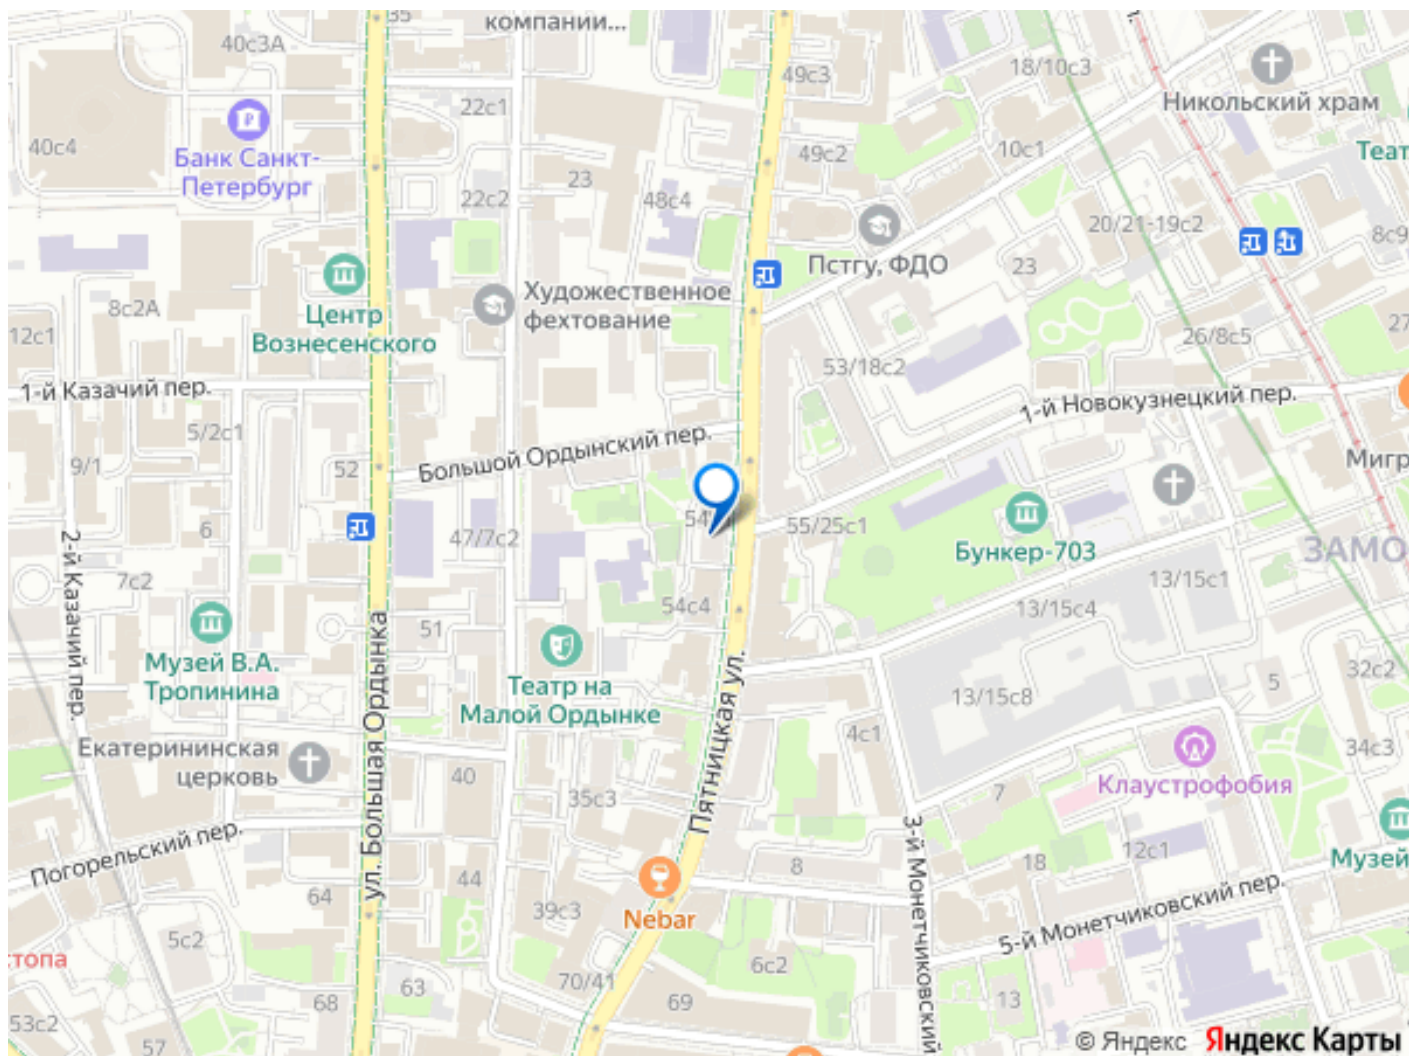 35
компании...
40с3А
49с3
18/10с3
Никольский храм
22с1
40с4
Банк Санкт-
Петербург
49с2
10с1
Теат
23
22с2
48с4
20/21-19с2
8с9
Пстгу, ФДО
23
Художественное
фехтование
8с2А
Центр
Вознесенского
12с1
26/8с5
27
53/18с2
1-й Казачий пер.
1-й Новокузнецкий пер.
5/2с1
Большой Ордынский пер.
9/1
52
Мигр
54
55/25с1
6
47/7с2
Бункер-703
ЗАМО
2-й Казачий пер.
7с2
13/15с1
54с4
13/15с4
51
Музей В.А.
Тропинина
ул. Большая Ордынка
Театр на
Малой Ордынке
Пятницкая ул.
32с2
5
13/15с8
4с1
34с3
Екатерининская
церковь
40
Клаустрофобия
35с3
7
3-й Монетчиковский
Погорельский пер.
12с1
Музей
8
18
64
44
39с3
Nebar
5-й Монетчиковский пер.
5с2
стопа
6с2
70/41
63
68
69
13
53с2
57
© Яндекс Яндекс Карты